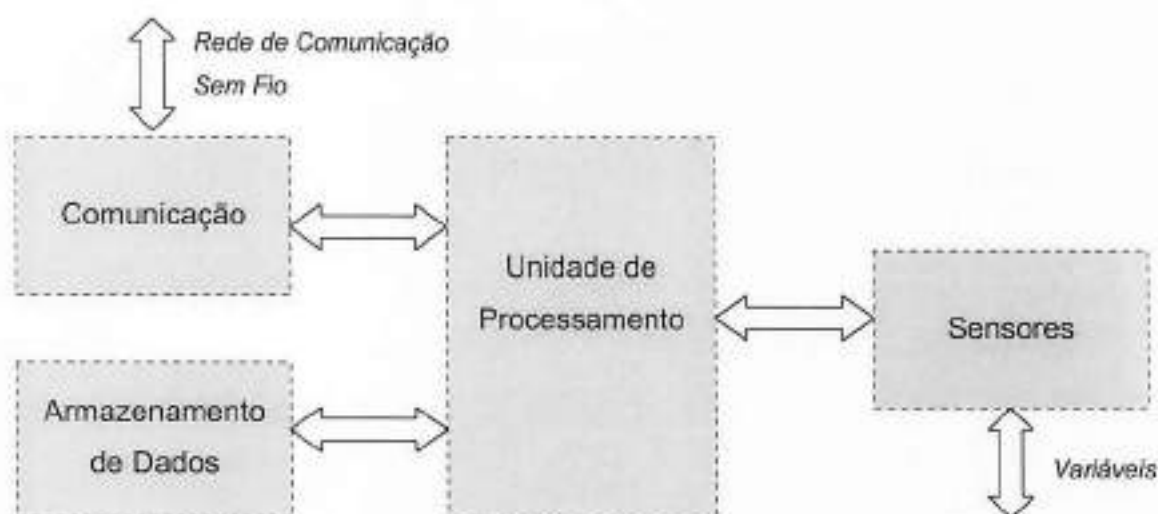 Rede de Comunicação
Sem Fio
Comunicação
Unidade de
Processamento
Sensores
Armazenamento
de Dados
Variáveis